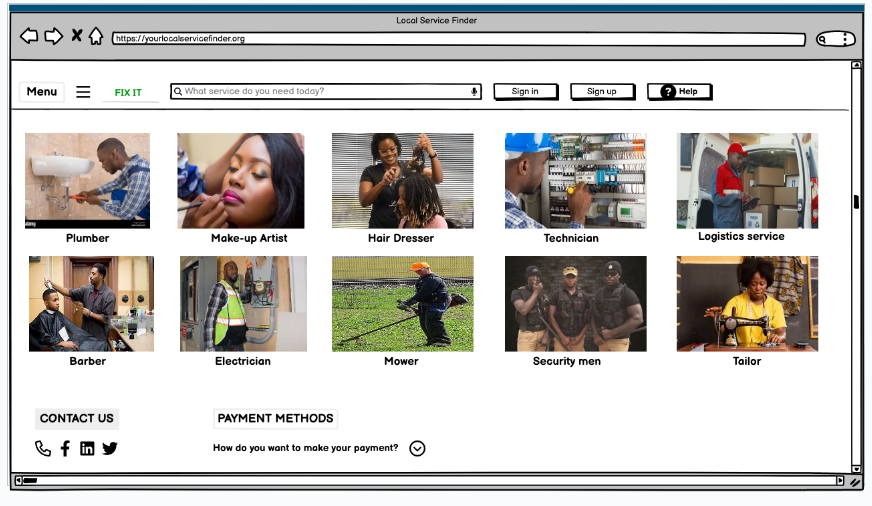 Local Service Finder
https://yourlocalservicefinder.org
Menu
FIX IT
What service do you need today?
Sign in
Sign up
? Help
Plumber
Make-up Artist
Hair Dresser
Technician
Logistics service
Barber
Electrician
Mower
Security men
Tailor
CONTACT US
PAYMENT METHODS
How do you want to make your payment?